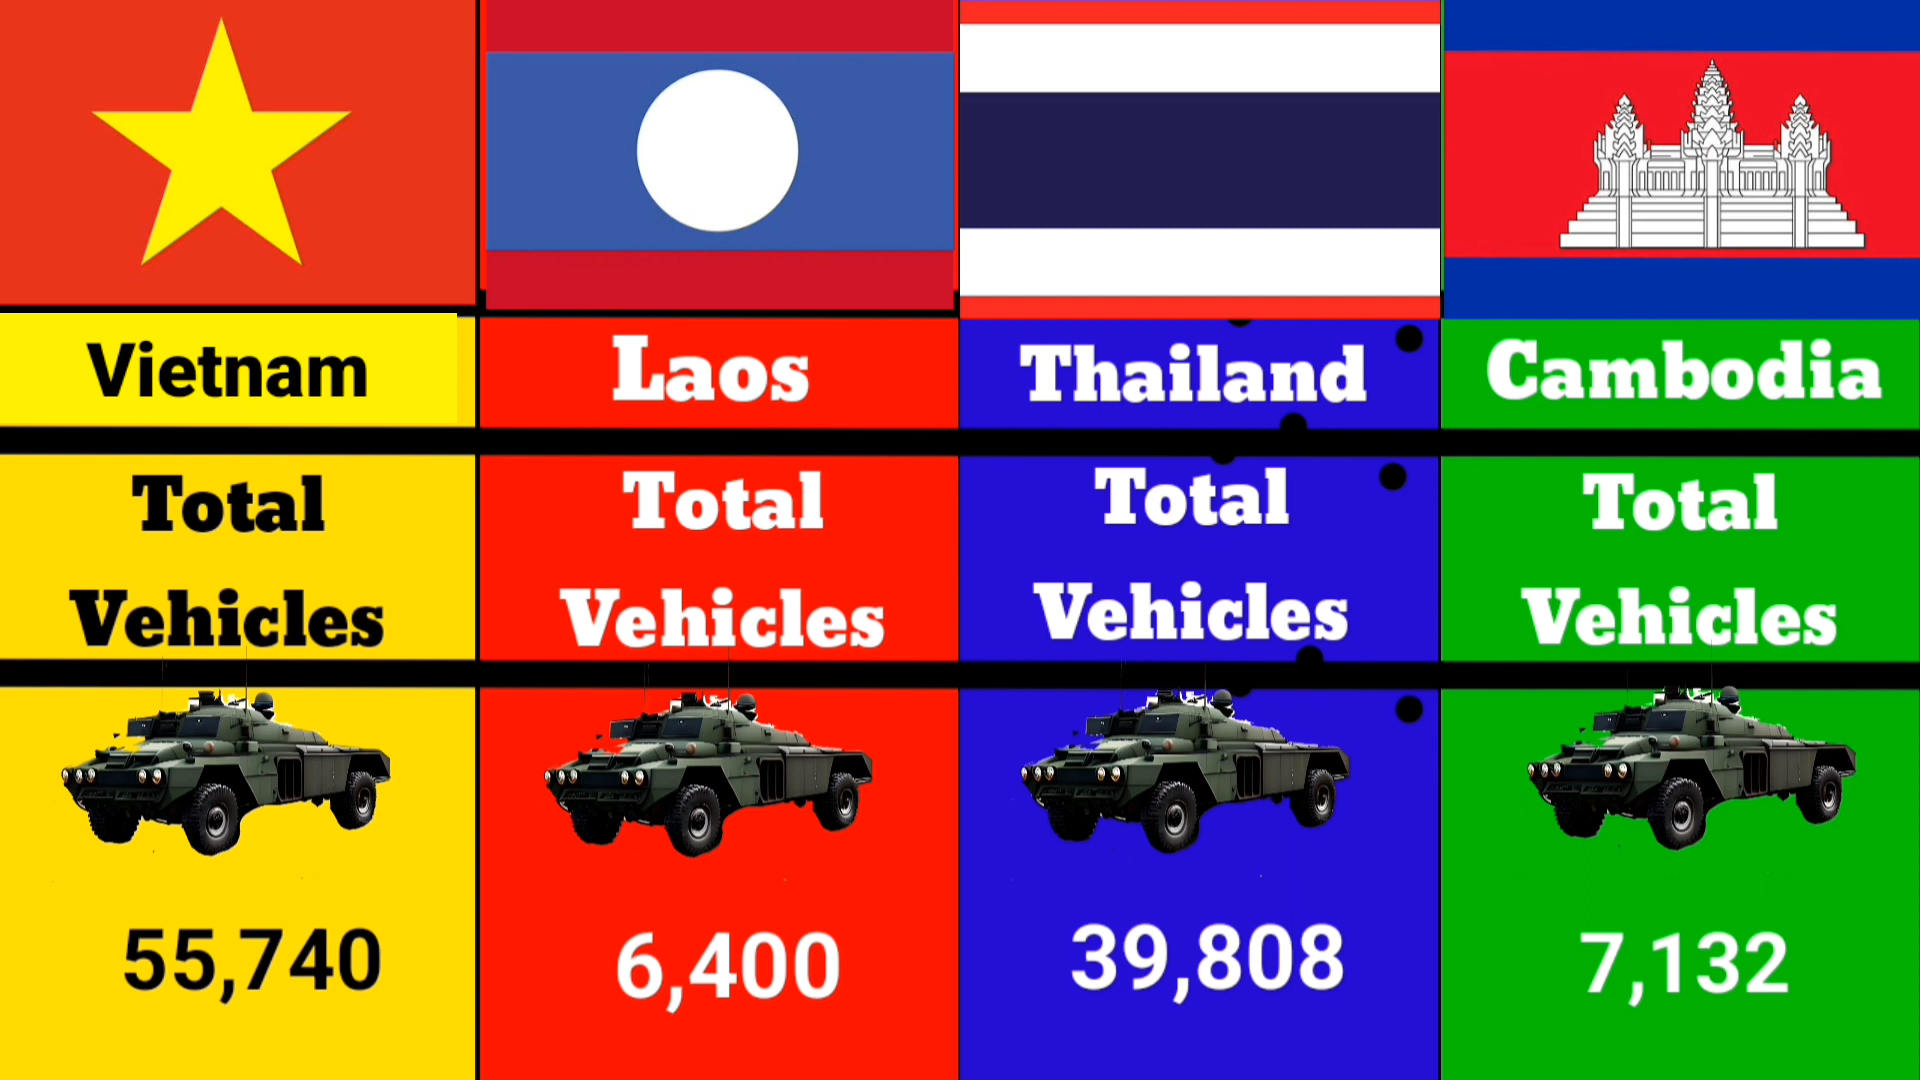 Vietnam
Laos
Thailand
Cambodia
Total
Vehicles
Total
Vehicles
Total
Vehicles
Total
Vehicles
55,740
6,400
39,808
7,132